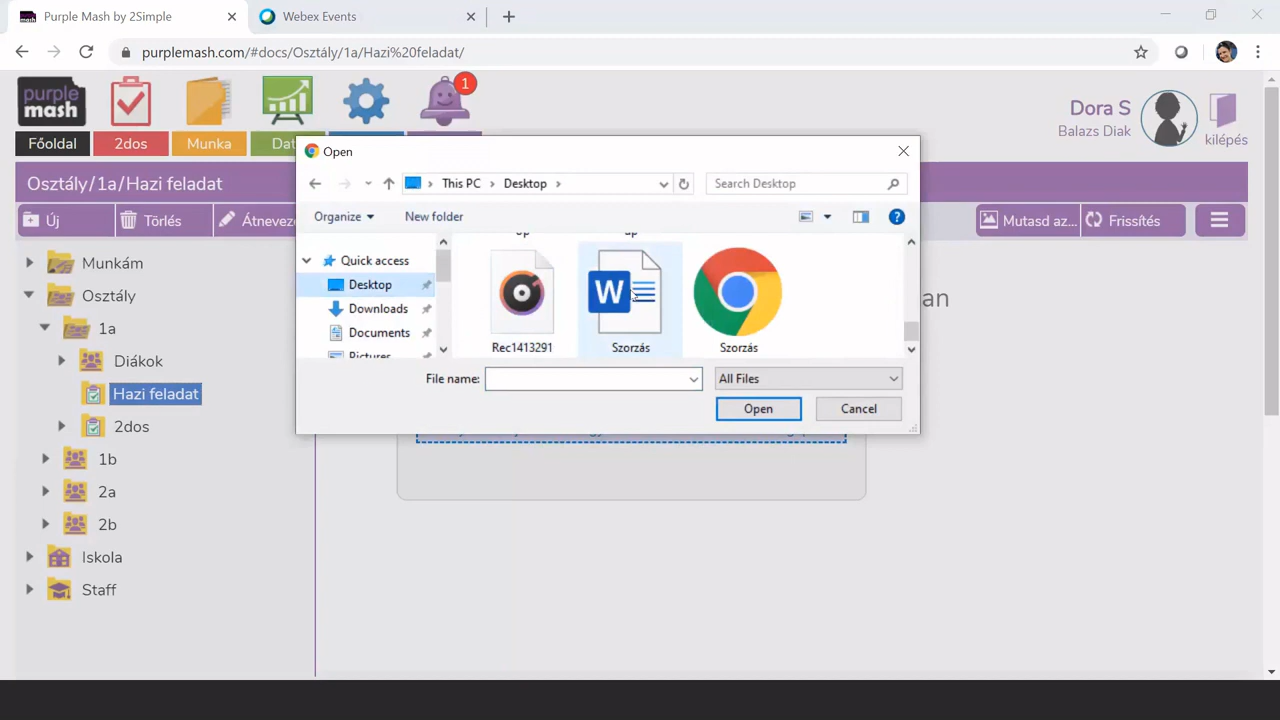 Purple Mash by 2Simple
Webex Events
purplemash.com/#docs/Osztály/1a/Hazi%20feladat/
purple mash
1
Dora S
Balazs Diak
kilépés
Főoldal
2dos
Munka
Dat
Osztály/1a/Hazi feladat
Új
Törlés
Átneveze
Mutasd az...
Frissítés
Open
This PC
Desktop
Search Desktop
Organize
New folder
Quick access
Desktop
Downloads
Documents
Pictures
Rec1413291
Szorzás
Szorzás
File name:
All Files
Open
Cancel
Munkám
Osztály
1a
Diákok
Hazi feladat
2dos
1b
2a
2b
Iskola
Staff
an